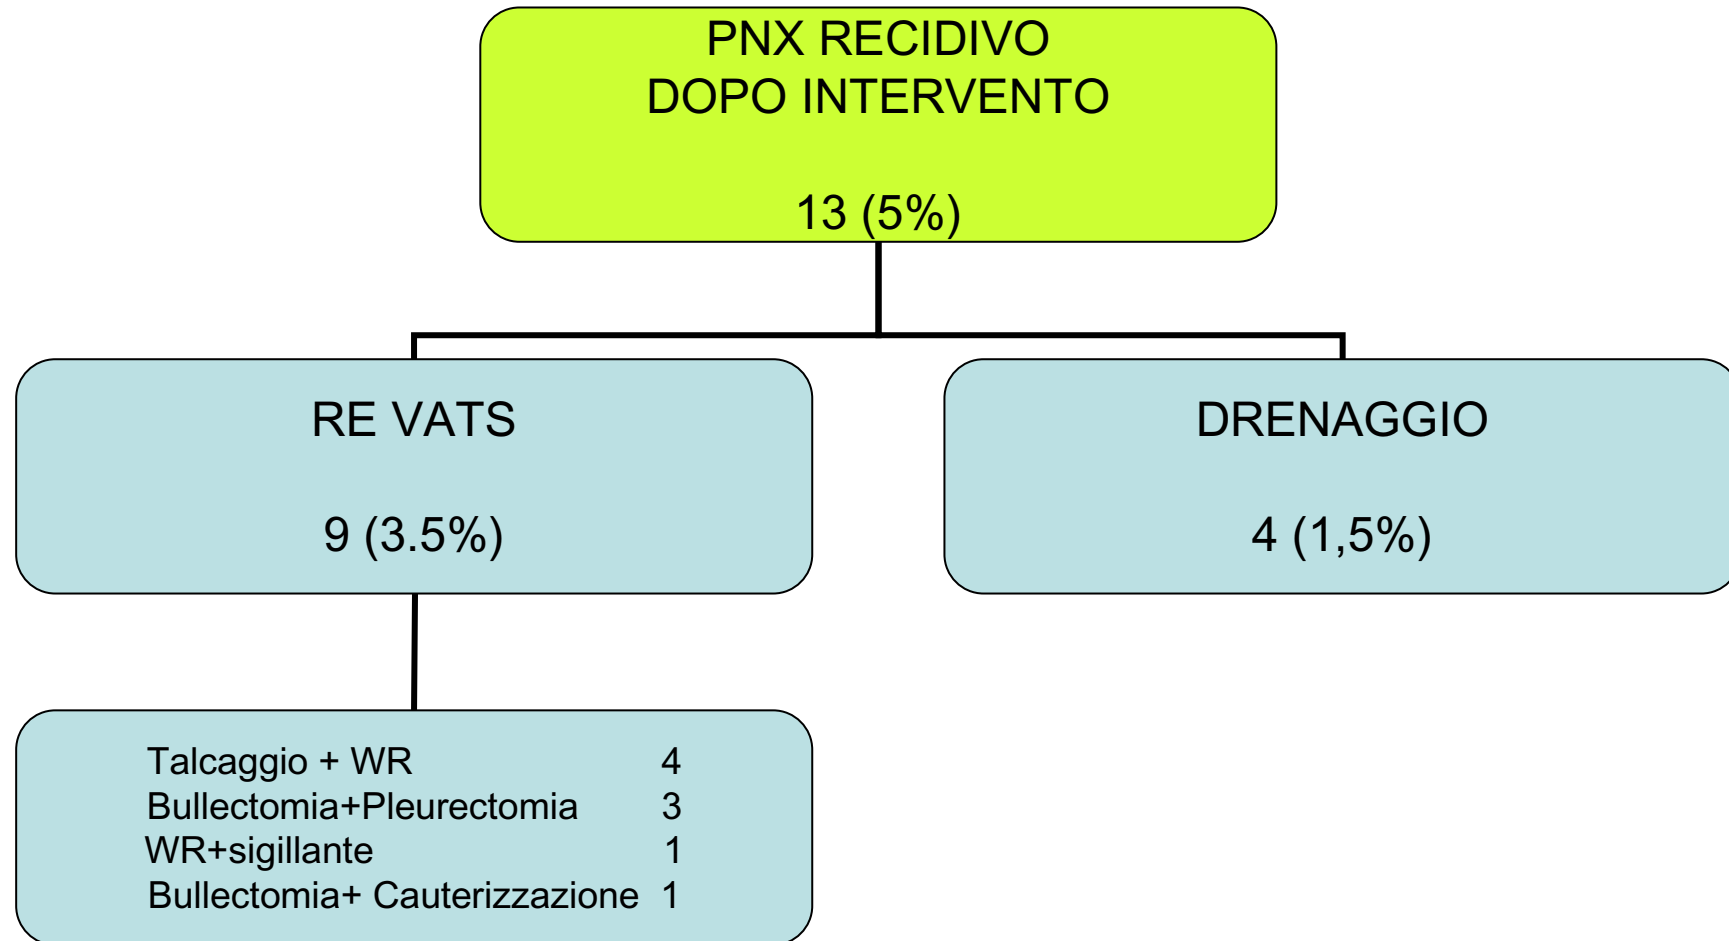 PNX RECIDIVO
DOPO INTERVENTO
13 (5%)
RE VATS
9 (3.5%)
DRENAGGIO
4 (1,5%)
Talcaggio + WR 4
Bullectomia+Pleurectomia 3
WR+sigillante 1
Bullectomia+ Cauterizzazione 1